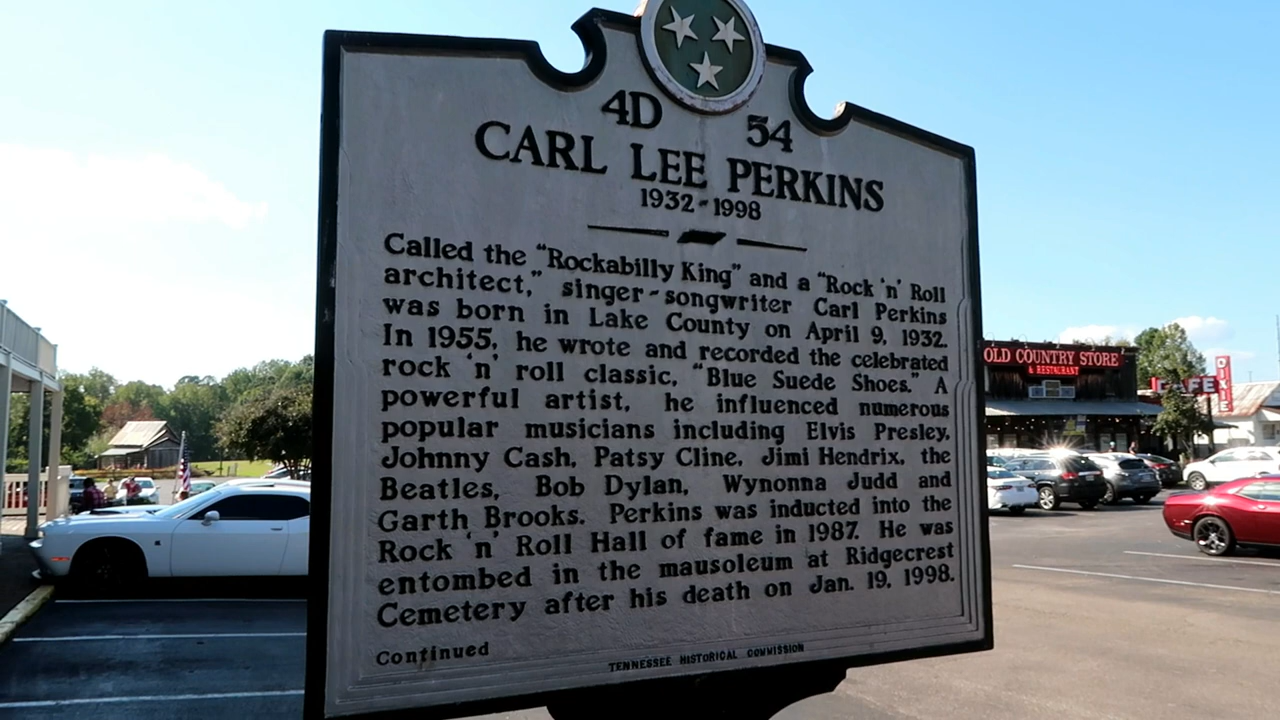 4D 54
CARL LEE PERKINS
1932-1998
Called the "Rockabilly King" and a "Rock 'n' Roll
architect," singer-songwriter Carl Perkins
was born in Lake County on April 9, 1932.
In 1955, he wrote and recorded the celebrated
rock 'n' roll classic, "Blue Suede Shoes." A
powerful artist, he influenced numerous
popular musicians including Elvis Presley,
Johnny Cash, Patsy Cline, Jimi Hendrix, the
Beatles, Bob Dylan, Wynonna Judd and
Garth Brooks. Perkins was inducted into the
Rock 'n' Roll Hall of fame in 1987. He was
entombed in the mausoleum at Ridgecrest
Cemetery after his death on Jan. 19, 1998.
Continued
TENNESSEE HISTORICAL COMMISSION
OLD COUNTRY STORE
& RESTAURANT
CAFE
DIXIE